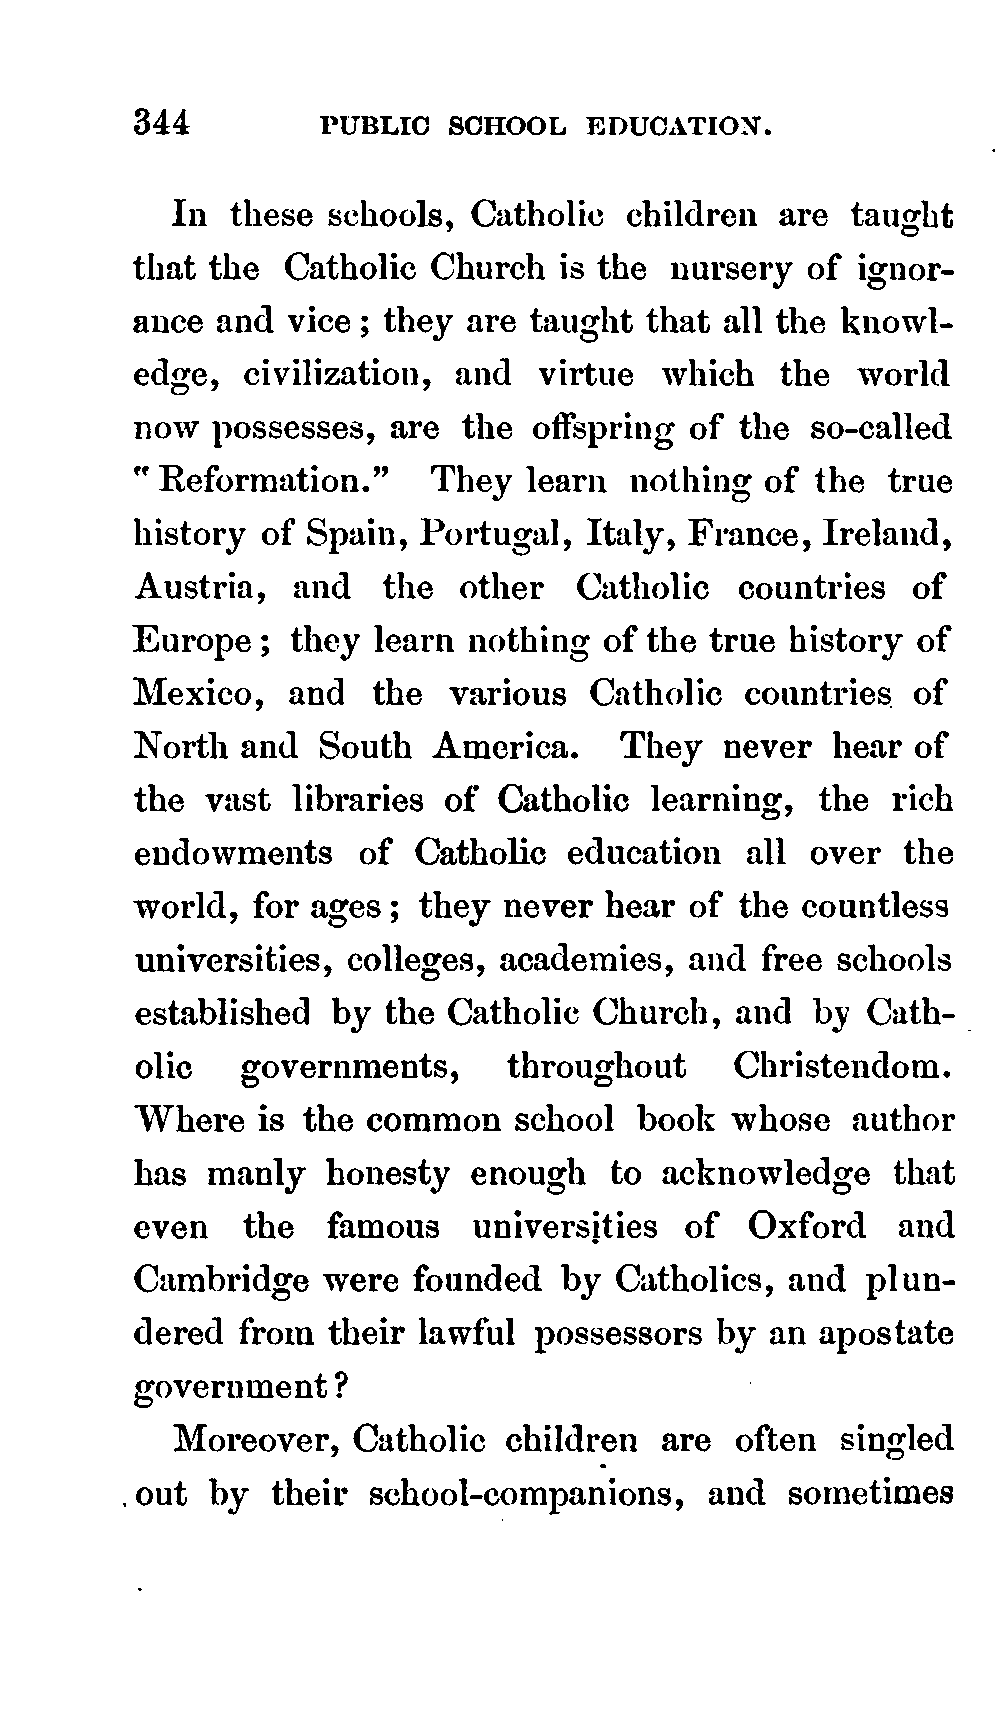 344 PUBLIC SCHOOL EDUCATION.
In these schools, Catholic children are taught
that the Catholic Church is the nursery of ignor-
ance and vice ; they are taught that all the knowl-
edge, civilization, and virtue which the world
now possesses, are the offspring of the so-called
“ Reformation.” They learn nothing of the true
history of Spain, Portugal, Italy, France, Ireland,
Austria, and the other Catholic countries of
Europe ; they learn nothing of the true history of
Mexico, and the various Catholic countries of
North and South America. They never hear of
the vast libraries of Catholic learning, the rich
endowments of Catholic education all over the
world, for ages ; they never hear of the countless
universities, colleges, academies, and free schools
established by the Catholic Church, and by Cath-
olic governments, throughout Christendom.
Where is the common school book whose author
has manly honesty enough to acknowledge that
even the famous universities of Oxford and
Cambridge were founded by Catholics, and plun-
dered from their lawful possessors by an apostate
government ?
Moreover, Catholic children are often singled
out by their school-companions, and sometimes